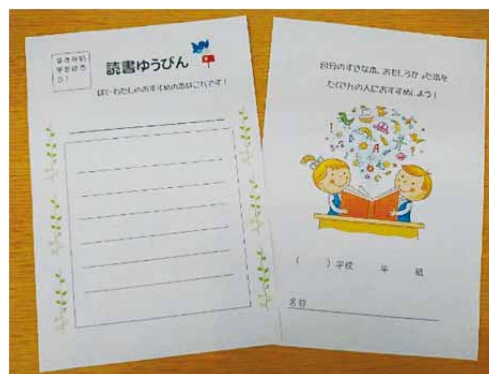 読書ゆうびん
ぼく・わたしのおすすめの本はこれです！
自分のすきな本、おもしろかった本を
たくさんの人におすすめしよう！
(　　)学校　年　組
名前